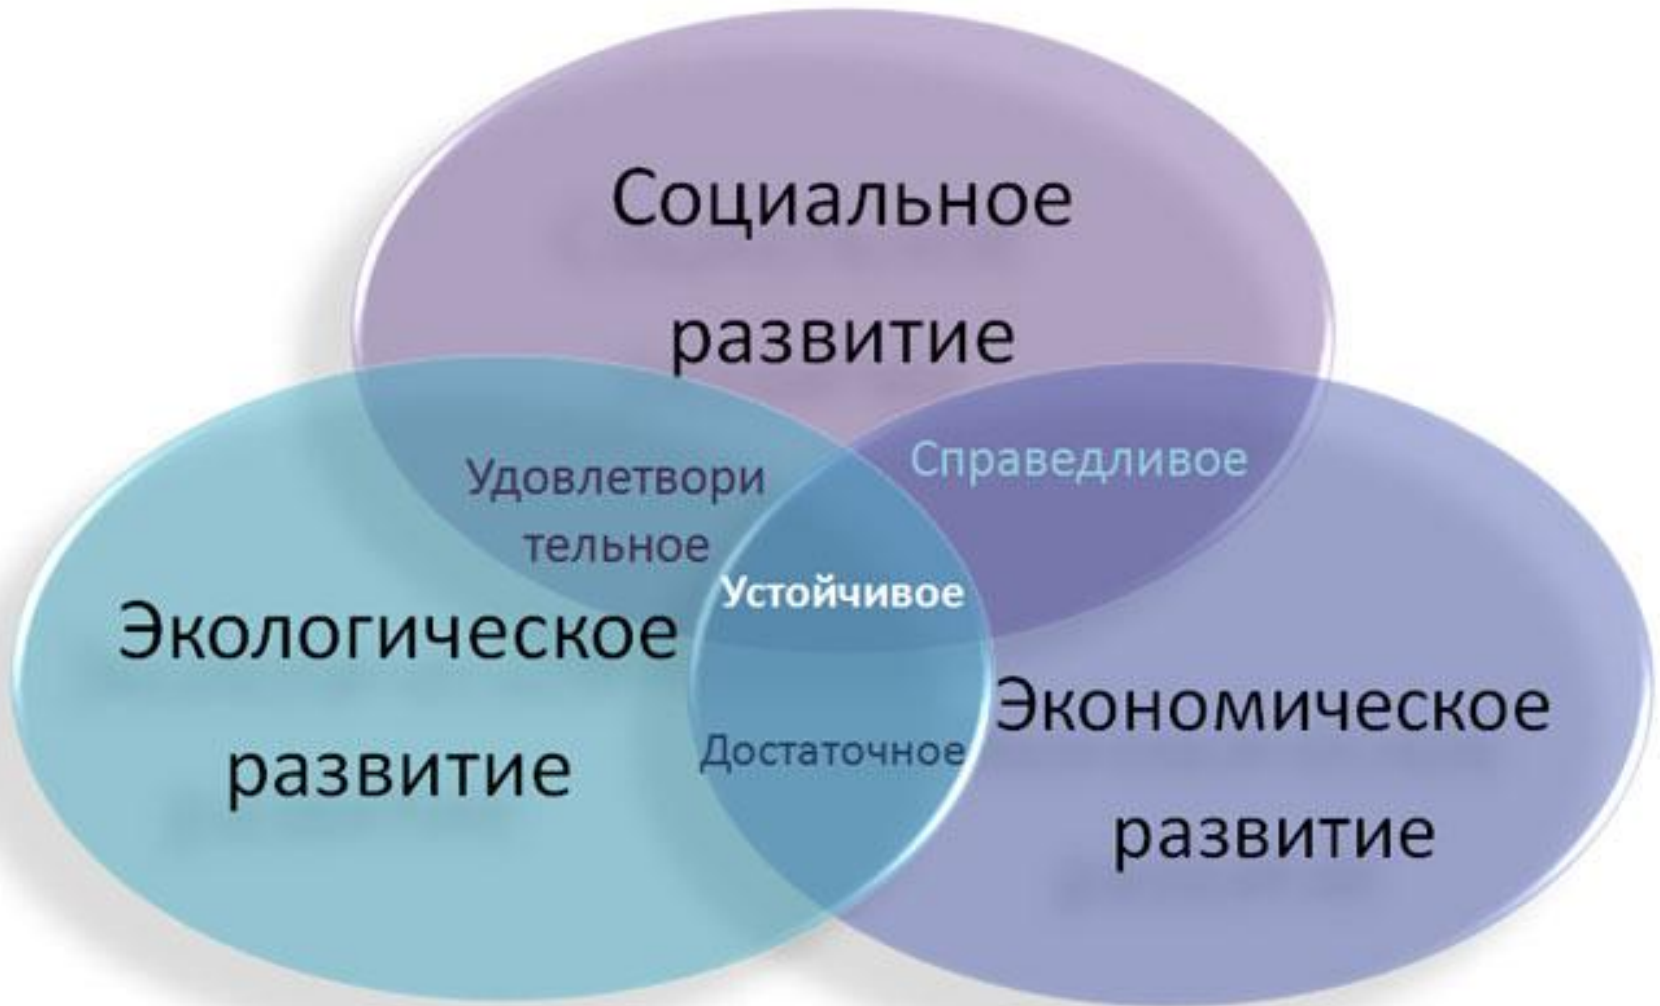 Социальное
развитие
Справедливое
Удовлетвори
тельное
Устойчивое
Экологическое
развитие
Достаточное
Экономическое
развитие